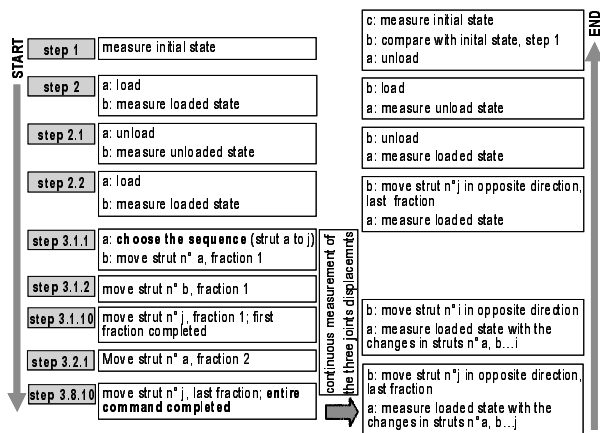 START
step 1
measure initial state
step 2
a: load
b: measure loaded state
step 2.1
a: unload
b: measure unloaded state
step 2.2
a: load
b: measure loaded state
step 3.1.1
a: choose the sequence (strut a to j)
b: move strut n° a, fraction 1
step 3.1.2
move strut n° b, fraction 1
step 3.1.10
move strut n° j, fraction 1; first
fraction completed
step 3.2.1
Move strut n° a, fraction 2
step 3.8.10
move strut n° j, last fraction; entire
command completed
continuous measurement of
the three joints displacemnts
END
c: measure initial state
b: compare with inital state, step 1
a: unload
b: load
a: measure unload state
b: unload
a: measure loaded state
b: move strut n°j in opposite direction,
last fraction
a: measure loaded state
b: move strut n°i in opposite direction
a: measure loaded state with the
changes in struts n°a, b...i
b: move strut n°j in opposite direction,
last fraction
a: measure loaded state with the
changes in struts n°a, b...j